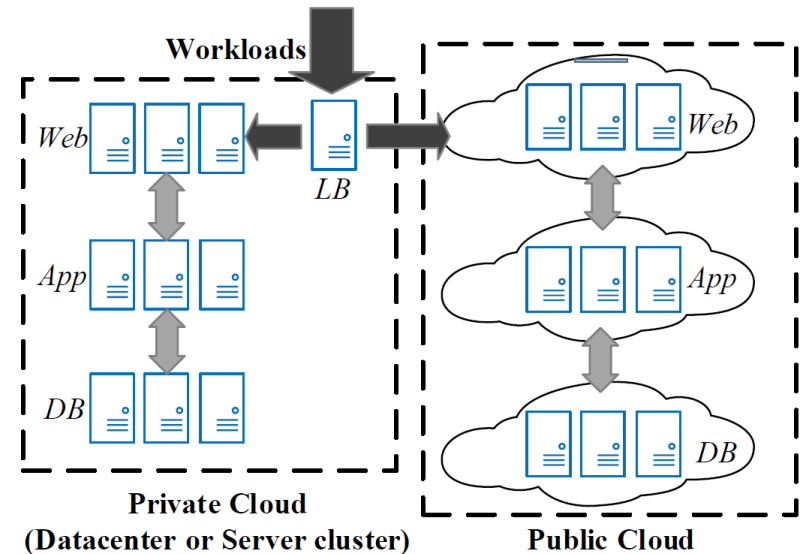 Workloads
Web
LB
Web
App
App
DB
DB
Private Cloud
(Datacenter or Server cluster)
Public Cloud